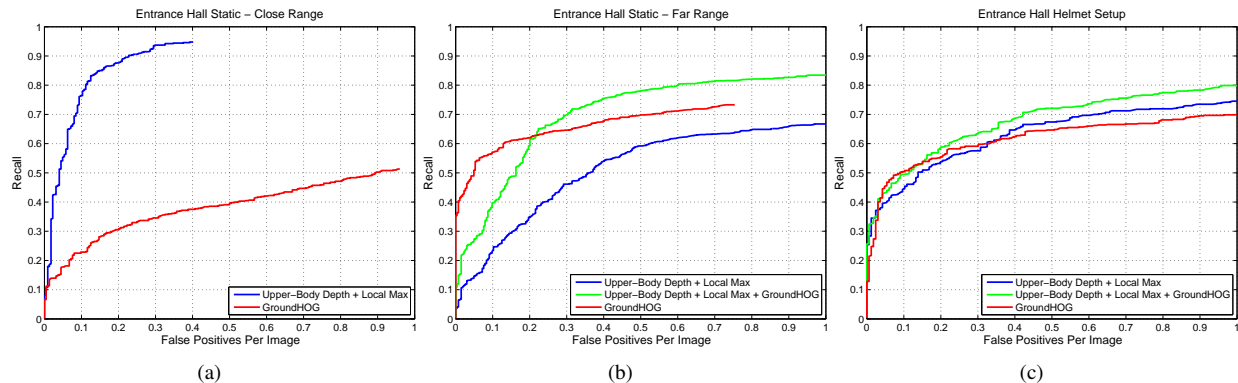 Entrance Hall Static – Close Range
1
0.9
0.8
0.7
0.6
0.5
0.4
0.3
0.2
0.1
0
Recall
0 0.1 0.2 0.3 0.4 0.5 0.6 0.7 0.8 0.9 1
False Positives Per Image
Upper−Body Depth + Local Max
GroundHOG
(a)
Entrance Hall Static – Far Range
1
0.9
0.8
0.7
0.6
0.5
0.4
0.3
0.2
0.1
0
Recall
0 0.1 0.2 0.3 0.4 0.5 0.6 0.7 0.8 0.9 1
False Positives Per Image
Upper−Body Depth + Local Max
Upper−Body Depth + Local Max + GroundHOG
GroundHOG
(b)
Entrance Hall Helmet Setup
1
0.9
0.8
0.7
0.6
0.5
0.4
0.3
0.2
0.1
0
Recall
0 0.1 0.2 0.3 0.4 0.5 0.6 0.7 0.8 0.9 1
False Positives Per Image
Upper−Body Depth + Local Max
Upper−Body Depth + Local Max + GroundHOG
GroundHOG
(c)